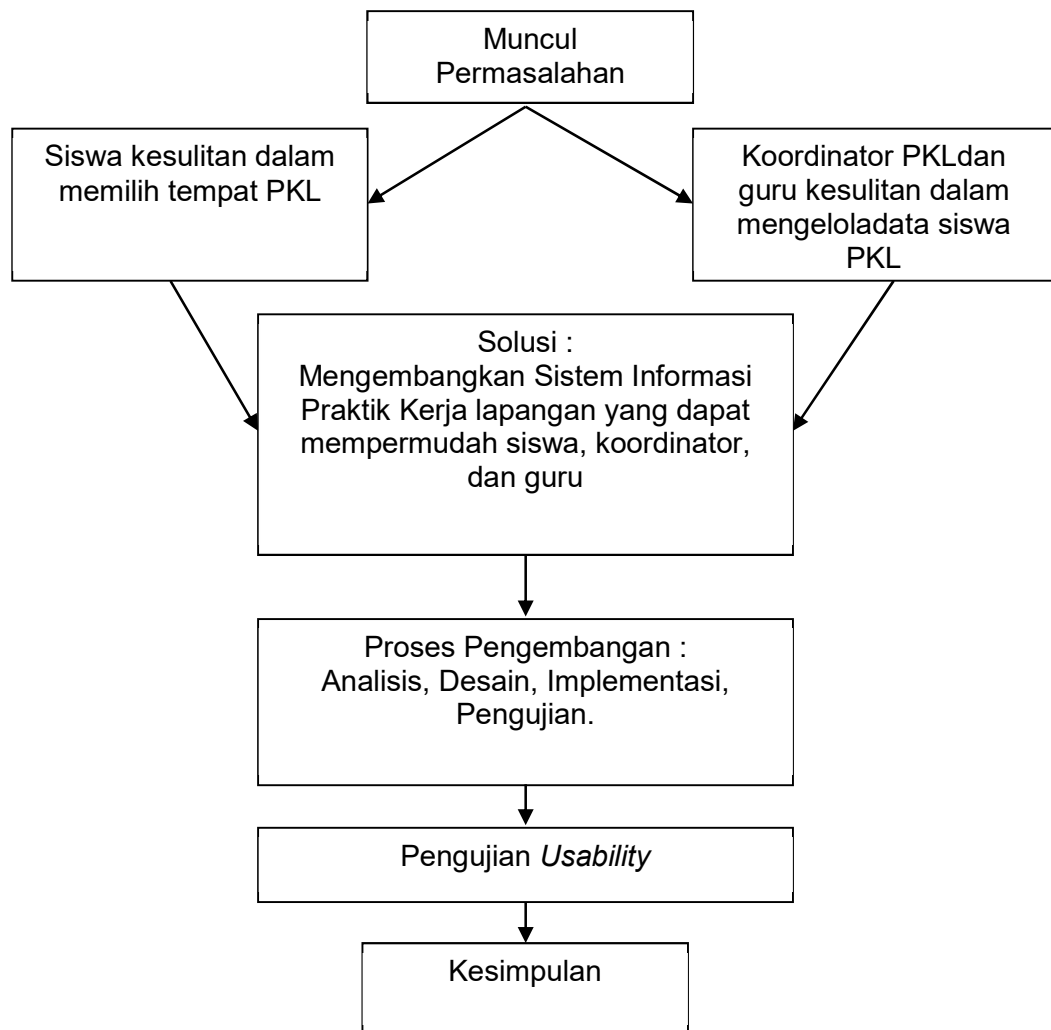 Muncul
Permasalahan
Siswa kesulitan dalam
memilih tempat PKL
Koordinator PKLdan
guru kesulitan dalam
mengeloladata siswa
PKL
Solusi :
Mengembangkan Sistem Informasi
Praktik Kerja lapangan yang dapat
mempermudah siswa, koordinator,
dan guru
Proses Pengembangan :
Analisis, Desain, Implementasi,
Pengujian.
Pengujian Usability
Kesimpulan